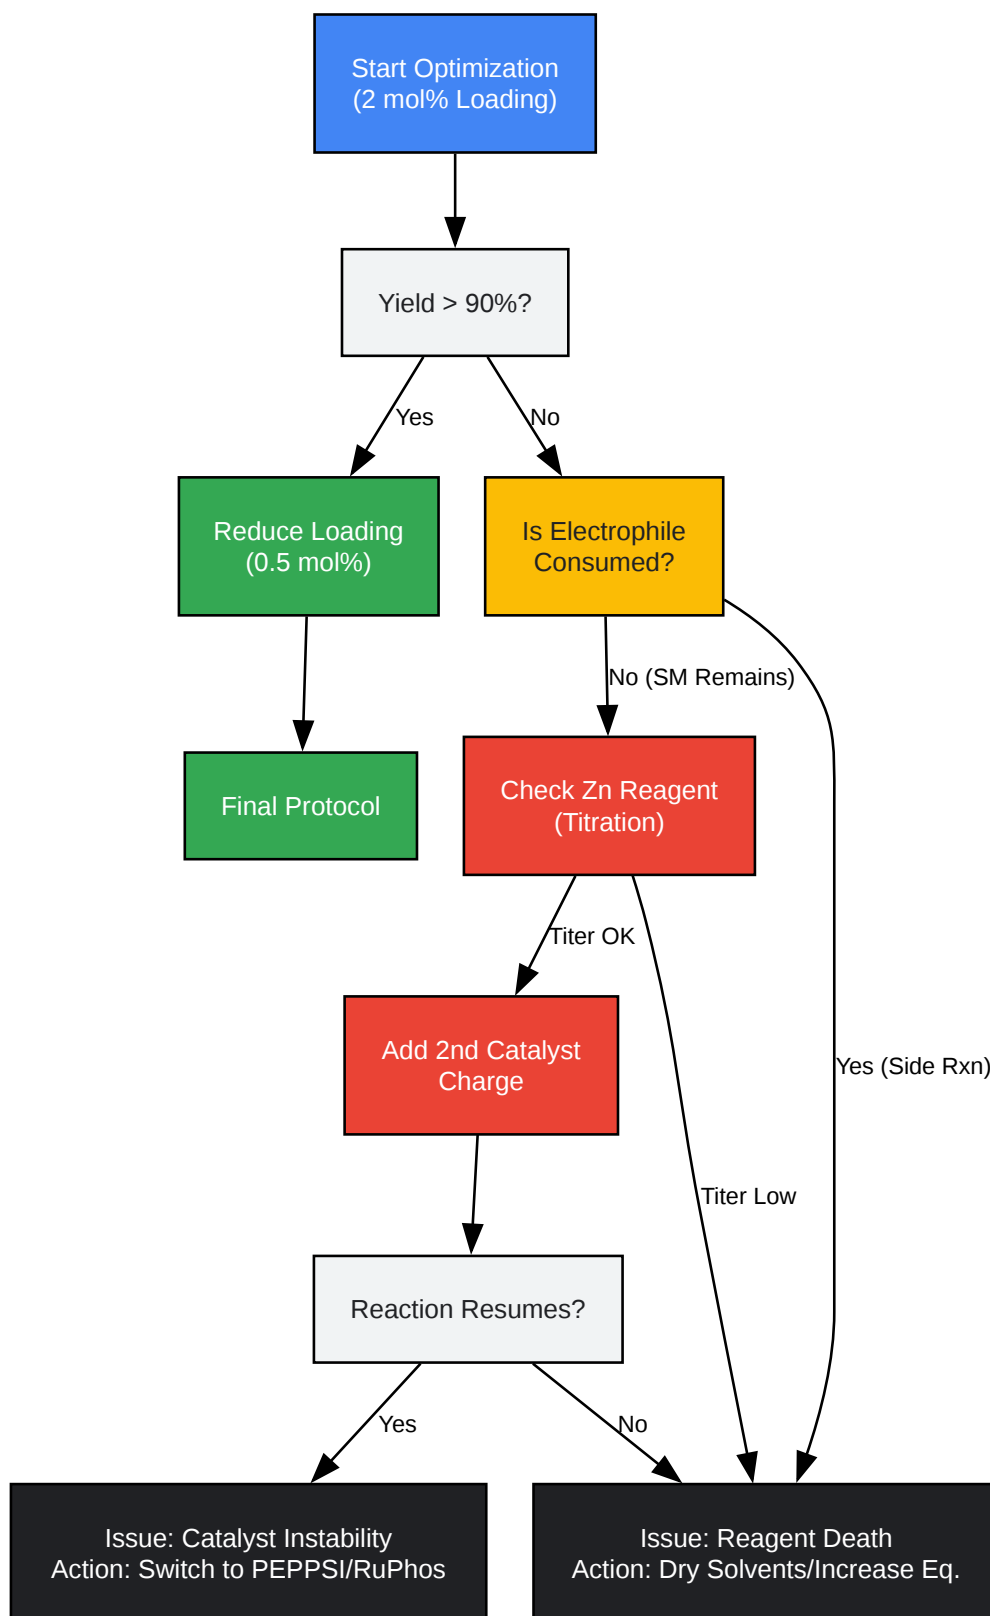 Start Optimization
(2 mol% Loading)
Yield > 90%?
Yes
No
Reduce Loading
(0.5 mol%)
Is Electrophile
Consumed?
No (SM Remains)
Check Zn Reagent
(Titration)
Final Protocol
Titer OK
Add 2nd Catalyst
Charge
Yes (Side Rxn)
Titer Low
Reaction Resumes?
Yes
No
Issue: Catalyst Instability
Action: Switch to PEPPSI/RuPhos
Issue: Reagent Death
Action: Dry Solvents/Increase Eq.